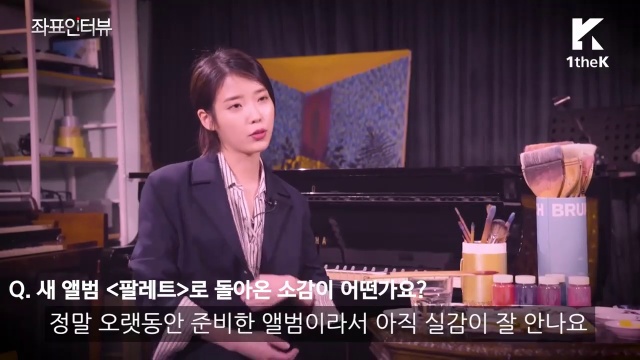 좌표인터뷰
1theK
YAMA
H BRU
Q. 새 앨범 <팔레트>로 돌아온 소감이 어떤가요?
정말 오랫동안 준비한 앨범이라서 아직 실감이 잘 안나요